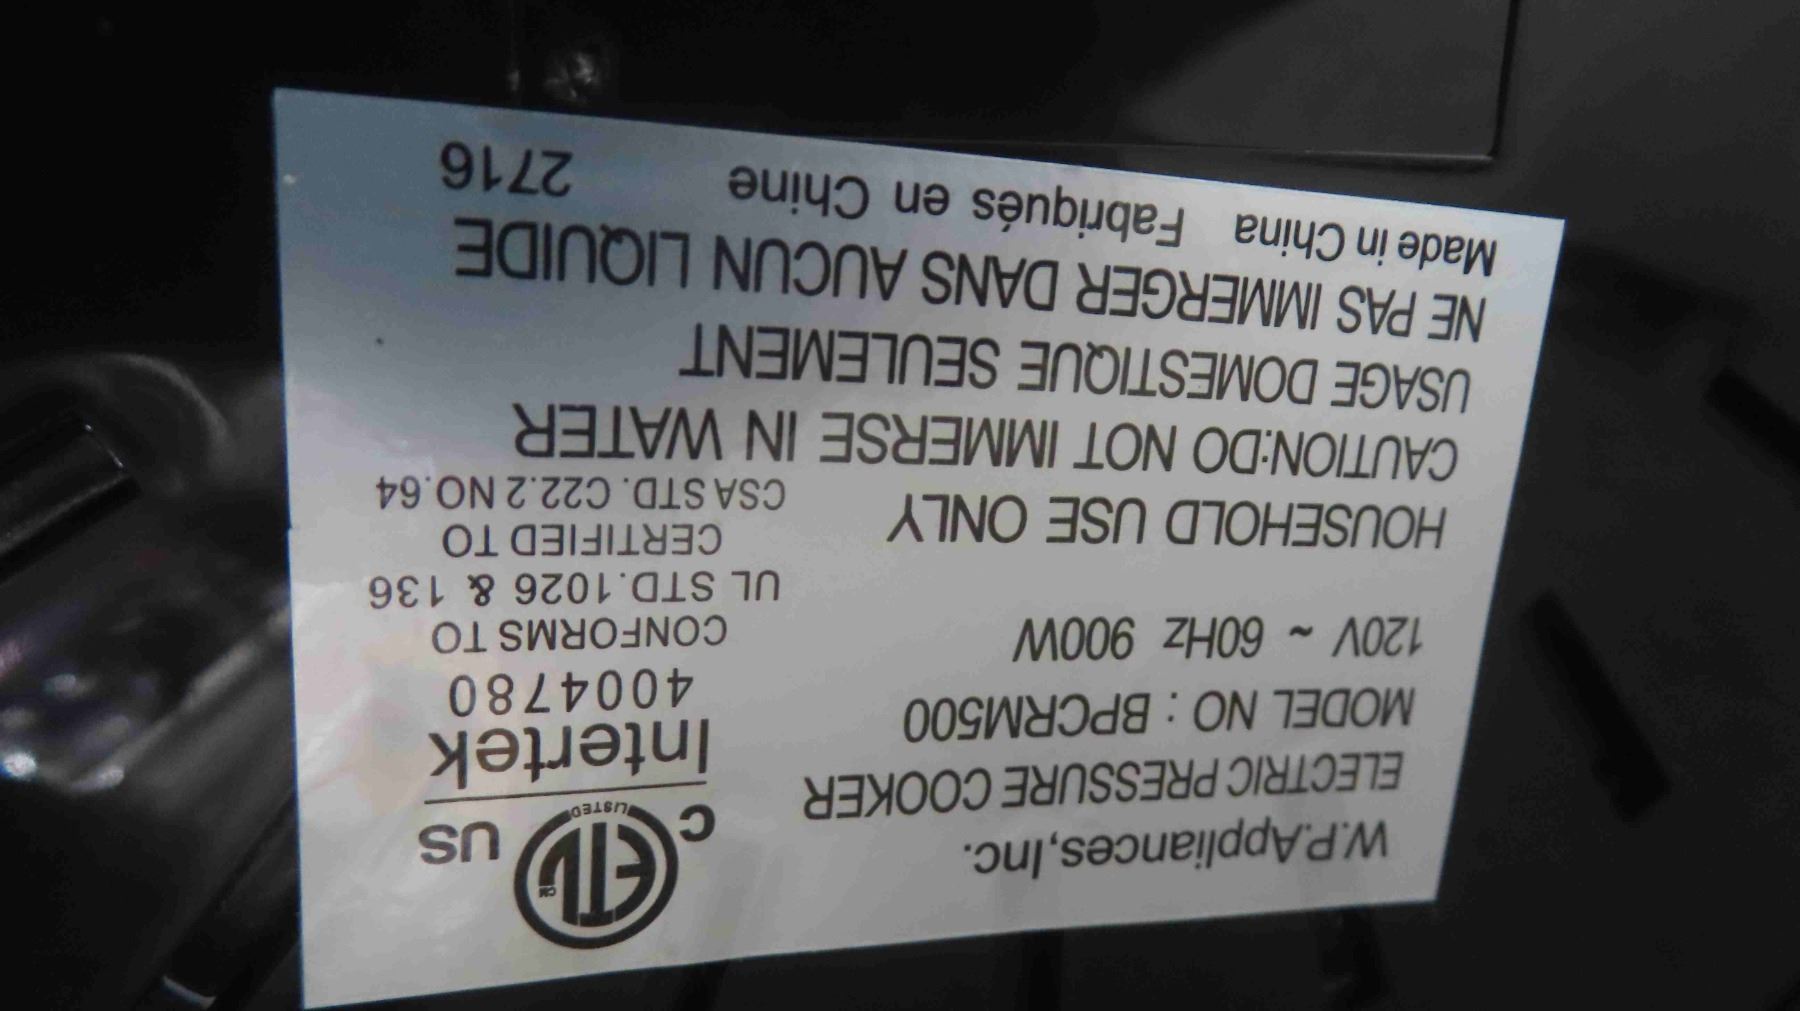 W.P.Appliances,Inc.
ELECTRIC PRESSURE COOKER
MODEL NO : BPCRM500
120V ~ 60Hz 900W
HOUSEHOLD USE ONLY
C ETL CM LISTED US
Intertek
4004780
CONFORMS TO
UL STD.1026 & 136
CERTIFIED TO
CSA STD. C22.2 NO.64
CAUTION:DO NOT IMMERSE IN WATER
USAGE DOMESTIQUE SEULEMENT
NE PAS IMMERGER DANS AUCUN LIQUIDE
Made in China Fabriqués en Chine 2716